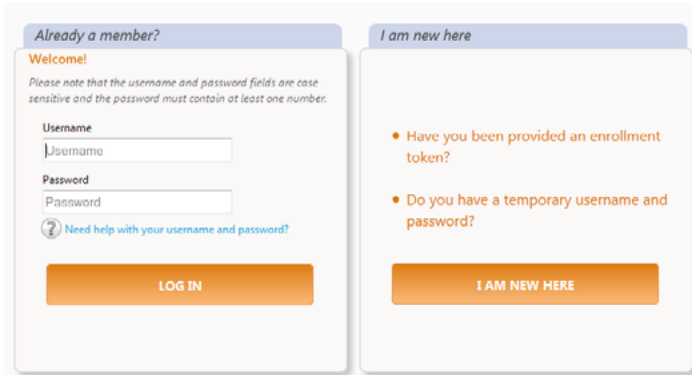 Already a member?
Welcome!
Please note that the username and password fields are case
sensitive and the password must contain at least one number.
Username
Username
Password
Password
? Need help with your username and password?
LOG IN
I am new here
• Have you been provided an enrollment
token?
• Do you have a temporary username and
password?
I AM NEW HERE